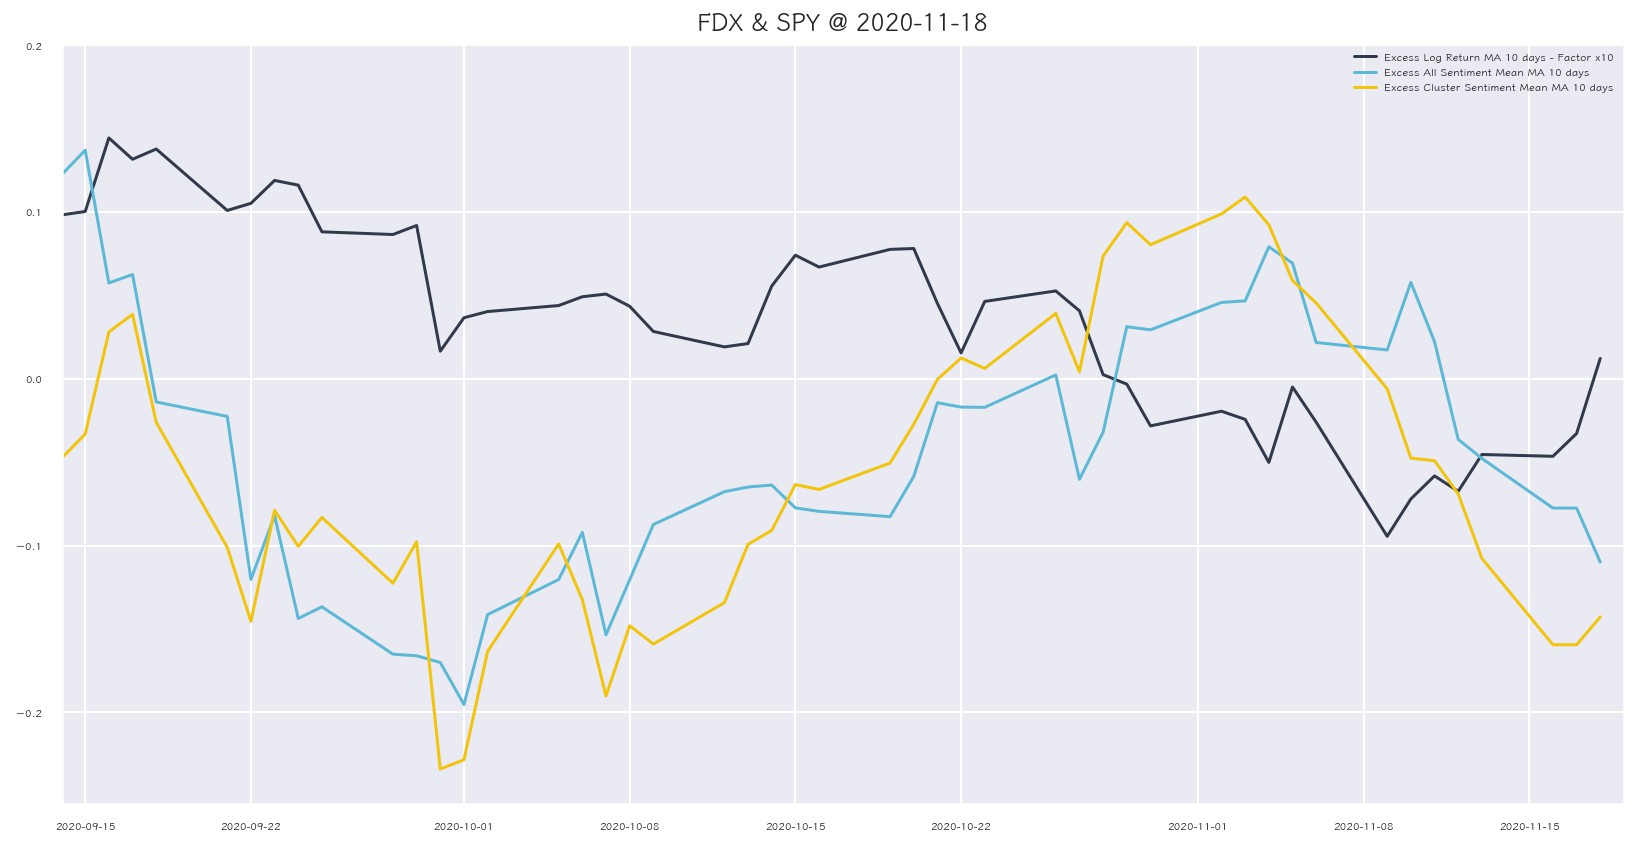 FDX & SPY @ 2020-11-18
Excess Log Return MA 10 days - Factor x10
Excess All Sentiment Mean MA 10 days
Excess Cluster Sentiment Mean MA 10 days
0.2
0.1
0.0
−0.1
−0.2
2020-09-15 2020-09-22 2020-10-01 2020-10-08 2020-10-15 2020-10-22 2020-11-01 2020-11-08 2020-11-15